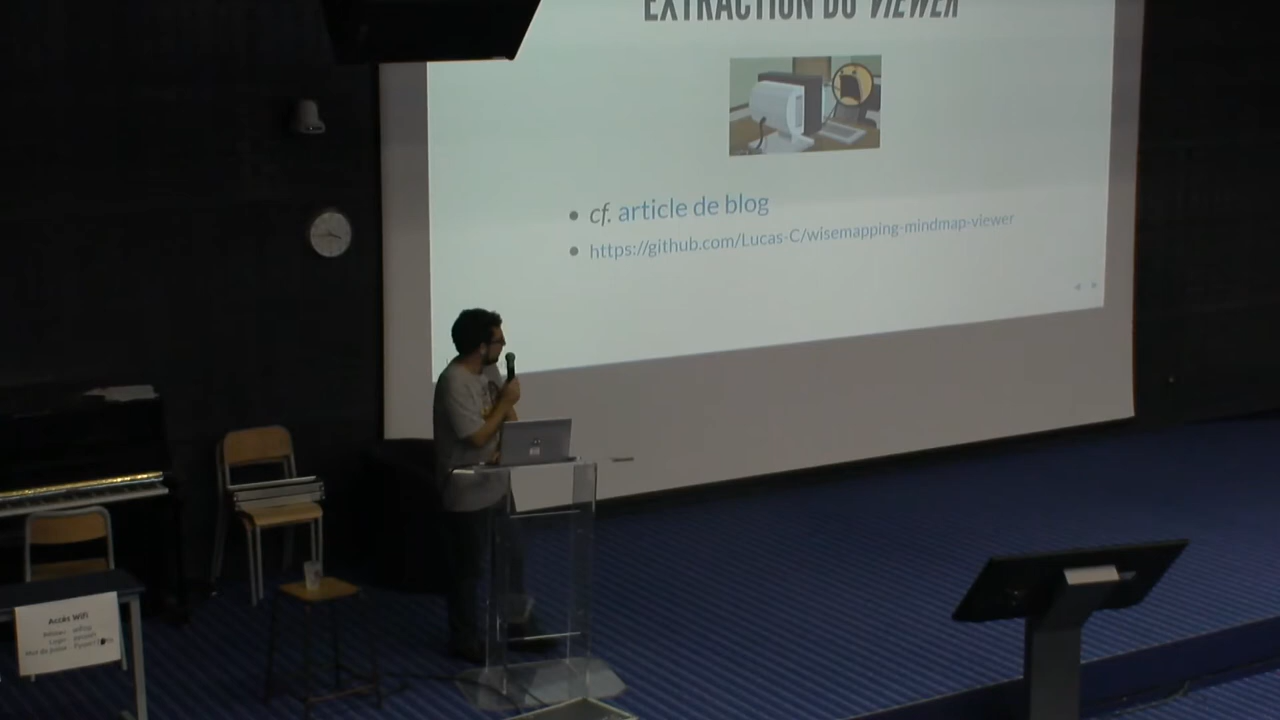 EXTRACTION DU VIEWER
cf. article de blog
https://github.com/Lucas-C/wisemapping-mindmap-viewer
Accès Wifi